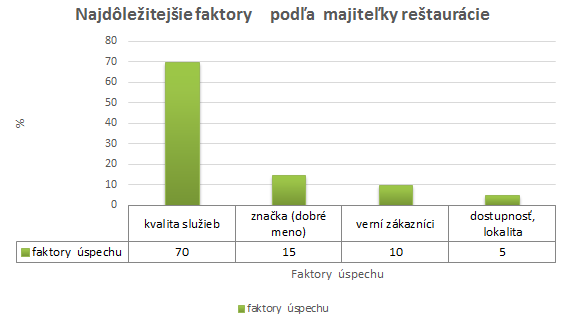 Najdôležitejšie faktory podľa majiteľky reštaurácie
80
70
60
50
40
30
20
10
0
%
kvalita služieb
značka (dobré
meno)
verní zákazníci
dostupnosť,
lokalita
faktory úspechu 70 15 10 5
Faktory úspechu
faktory úspechu